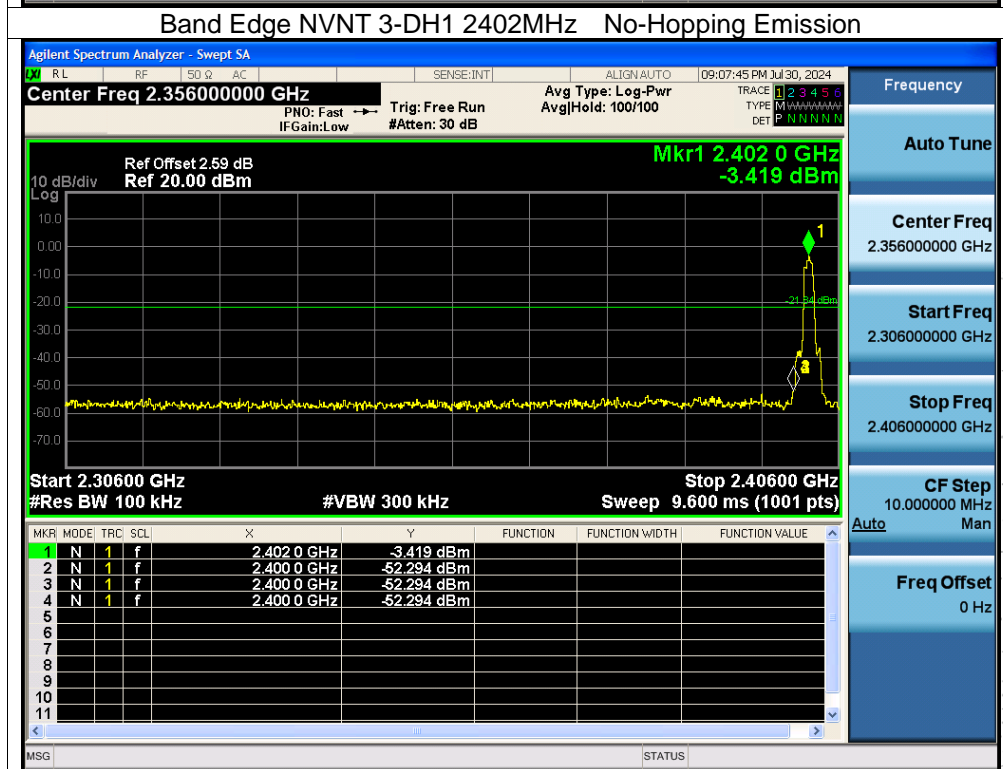 Band Edge NVNT 3-DH1 2402MHz No-Hopping Emission
Agilent Spectrum Analyzer - Swept SA
LXI RL RF 50 Ω AC SENSE:INT ALIGN AUTO 09:07:45 PM Jul 30, 2024
Center Freq 2.356000000 GHz
PNO: Fast
IFGain:Low
Trig: Free Run
#Atten: 30 dB
Avg Type: Log-Pwr
Avg|Hold: 100/100
TRACE 1 2 3 4 5 6
TYPE M WWWWW
DET P N N N N N
Ref Offset 2.59 dB
10 dB/div Ref 20.00 dBm
Log
Mkr1 2.402 0 GHz
-3.419 dBm
10.0
0.00
-10.0
-20.0
-30.0
-40.0
-50.0
-60.0
-70.0
1
-21.94 dBm
Start 2.30600 GHz Stop 2.40600 GHz
#Res BW 100 kHz #VBW 300 kHz Sweep 9.600 ms (1001 pts)
MKR MODE TRC SCL X Y FUNCTION FUNCTION WIDTH FUNCTION VALUE
1 N 1 f 2.402 0 GHz -3.419 dBm
2 N 1 f 2.400 0 GHz -52.294 dBm
3 N 1 f 2.400 0 GHz -52.294 dBm
4 N 1 f 2.400 0 GHz -52.294 dBm
5
6
7
8
9
10
11
MSG STATUS
Frequency
Auto Tune
Center Freq
2.356000000 GHz
Start Freq
2.306000000 GHz
Stop Freq
2.406000000 GHz
CF Step
10.000000 MHz
Auto Man
Freq Offset
0 Hz